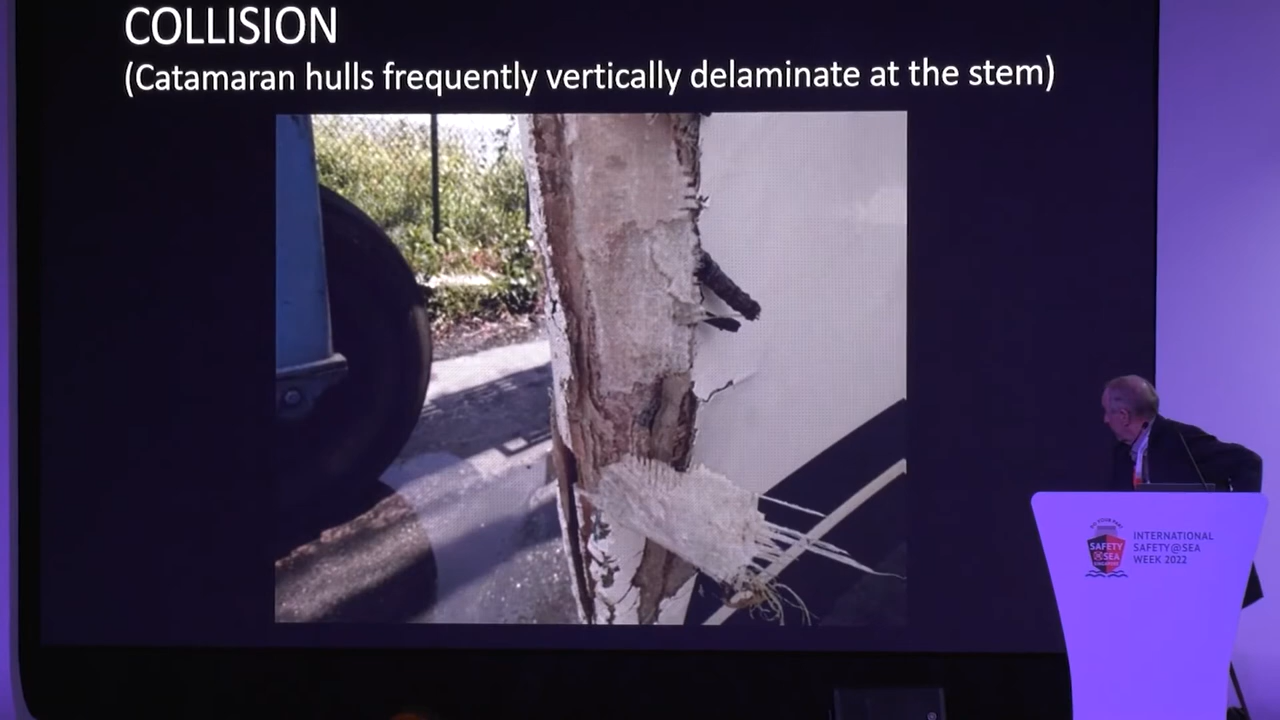 COLLISION
(Catamaran hulls frequently vertically delaminate at the stem)
SAFETY
@SEA
INTERNATIONAL
SAFETY@SEA
WEEK 2022